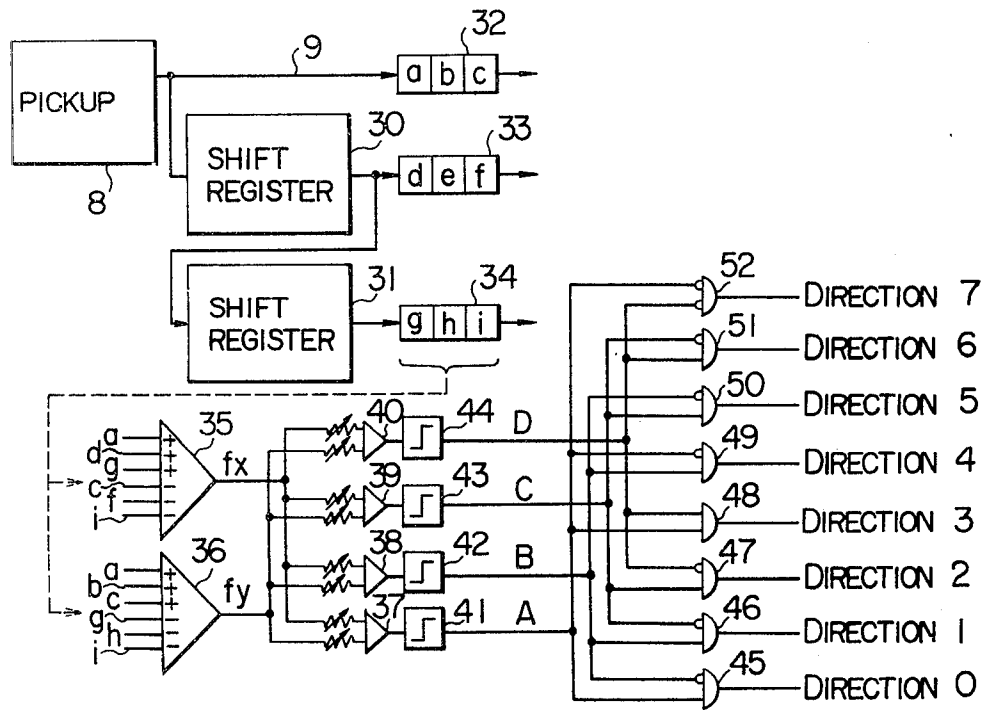 9
32
PICKUP
a b c
8
30
33
SHIFT
REGISTER
d e f
31
34
SHIFT
REGISTER
g h i
52
DIRECTION 7
51
DIRECTION 6
50
DIRECTION 5
49
DIRECTION 4
48
DIRECTION 3
47
DIRECTION 2
46
DIRECTION 1
45
DIRECTION 0
35
a +
d +
g +
c −
f −
i −
fx
36
a +
b +
c +
g −
h −
i −
fy
40
44
D
39
43
C
38
42
B
37
41
A